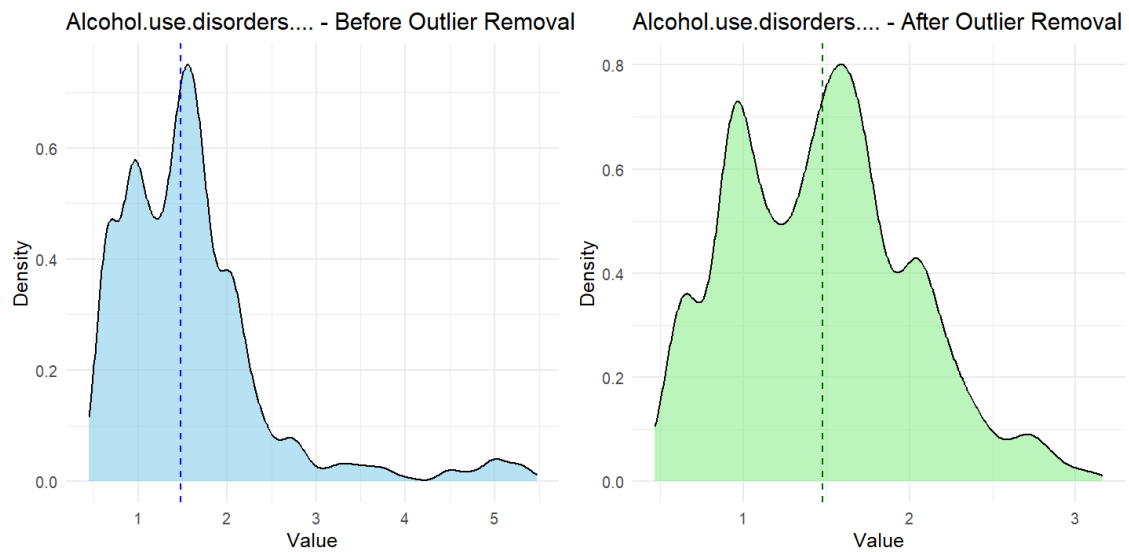 Alcohol.use.disorders.... - Before Outlier Removal
Density
0.6
0.4
0.2
0.0
1 2 3 4 5
Value
Alcohol.use.disorders.... - After Outlier Removal
Density
0.8
0.6
0.4
0.2
0.0
1 2 3
Value